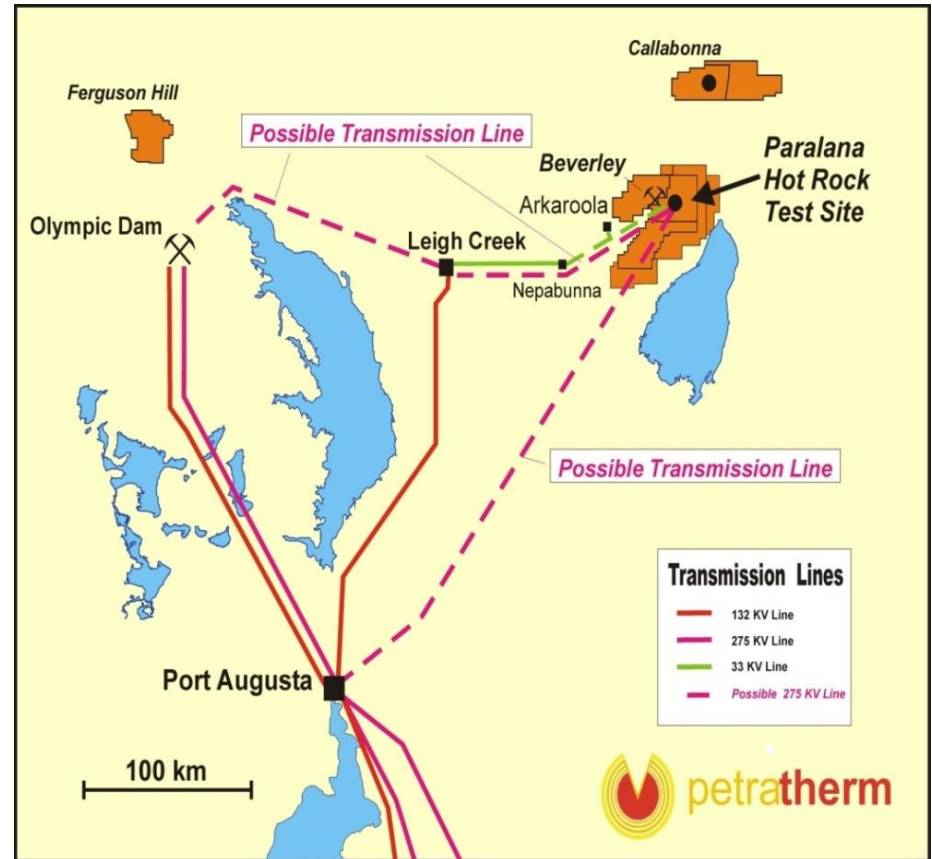 Callabonna
Ferguson Hill
Possible Transmission Line
Beverley
Paralana
Hot Rock
Test Site
Arkaroola
Olympic Dam
Leigh Creek
Nepabunna
Possible Transmission Line
Transmission Lines
132 KV Line
275 KV Line
33 KV Line
Possible 275 KV Line
Port Augusta
100 km
petratherm